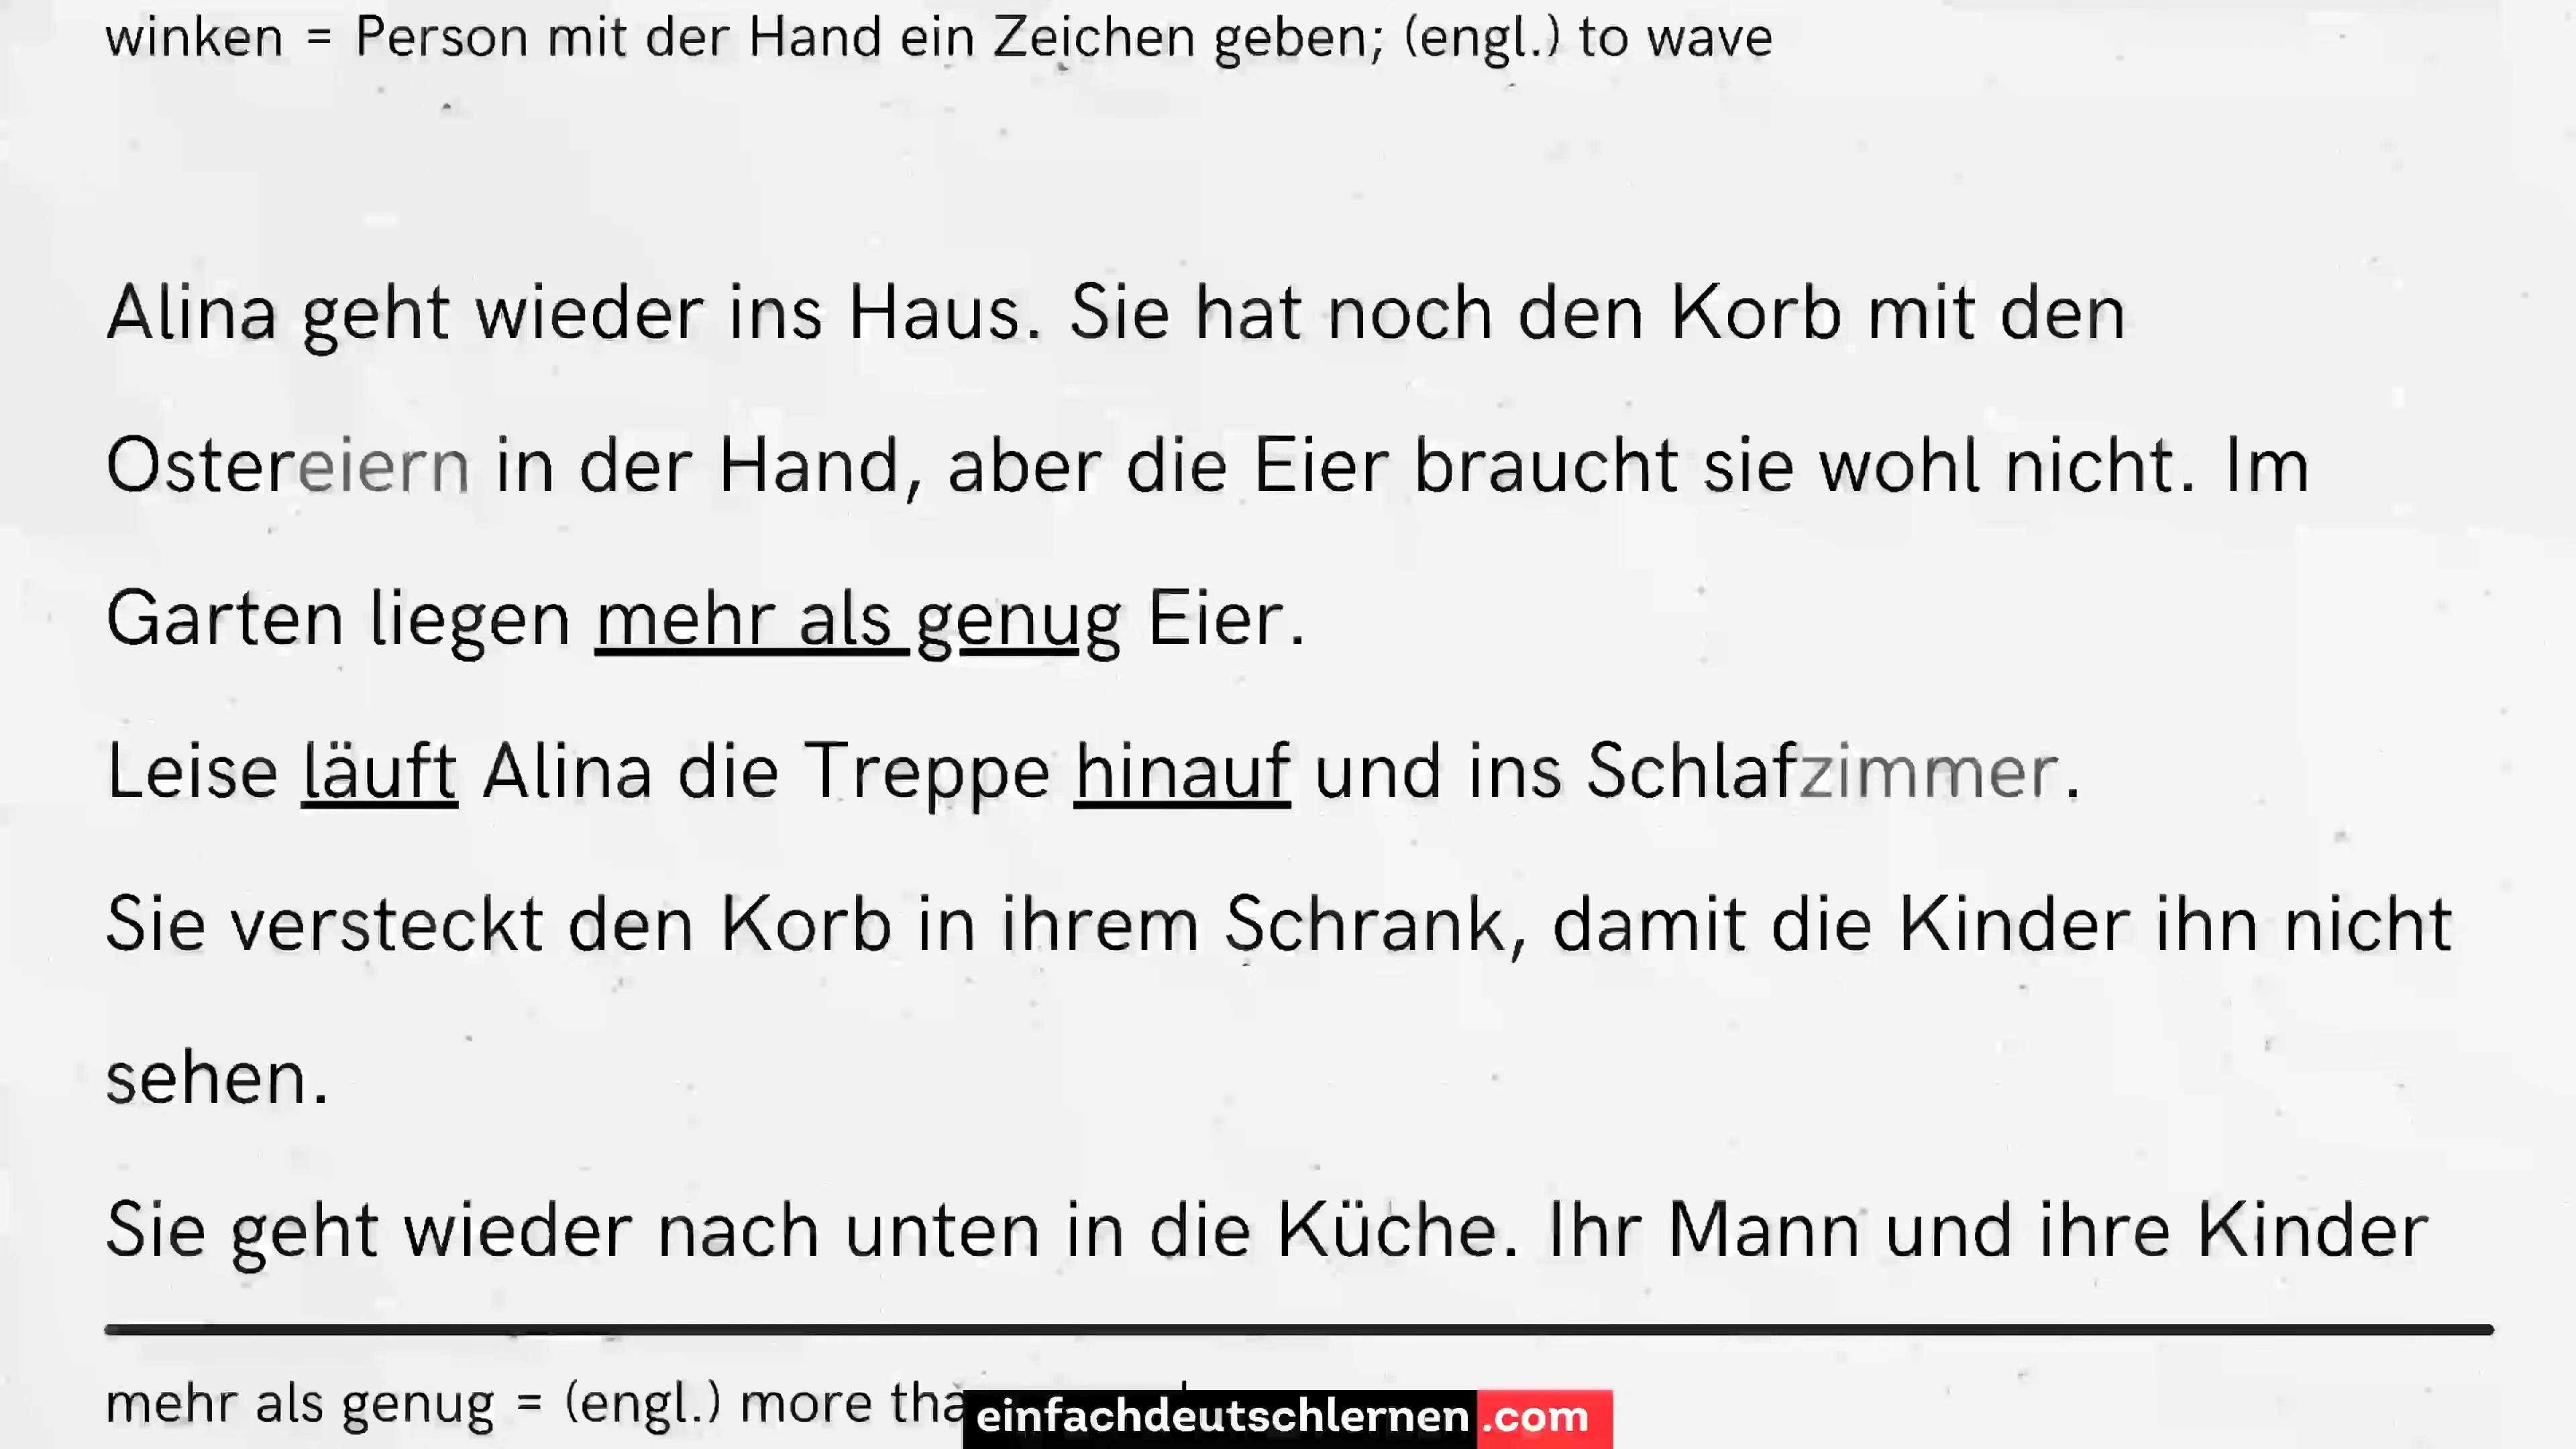 winken = Person mit der Hand ein Zeichen geben; (engl.) to wave
Alina geht wieder ins Haus. Sie hat noch den Korb mit den
Ostereiern in der Hand, aber die Eier braucht sie wohl nicht. Im
Garten liegen mehr als genug Eier.
Leise läuft Alina die Treppe hinauf und ins Schlafzimmer.
Sie versteckt den Korb in ihrem Schrank, damit die Kinder ihn nicht
sehen.
Sie geht wieder nach unten in die Küche. Ihr Mann und ihre Kinder
mehr als genug = (engl.) more
einfachdeutschlernen.com